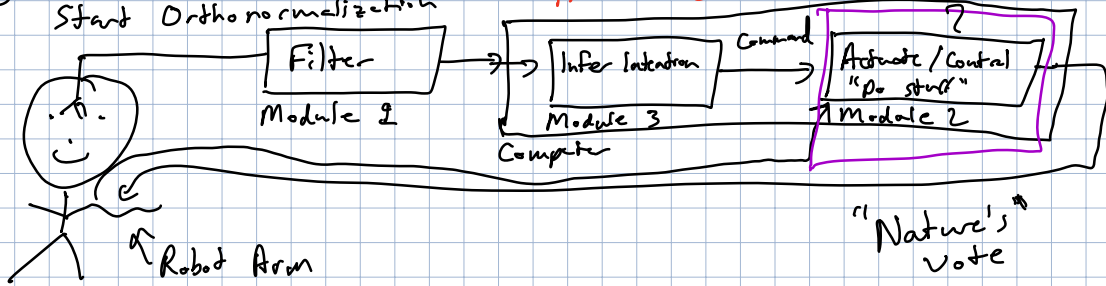 Start Orthonormalization
Filter
Module 1
Infer Intention
Module 3
Computer
Command
?
Actuate/Control
"Do stuff"
Module 2
Robot Arm
"Nature's"
vote